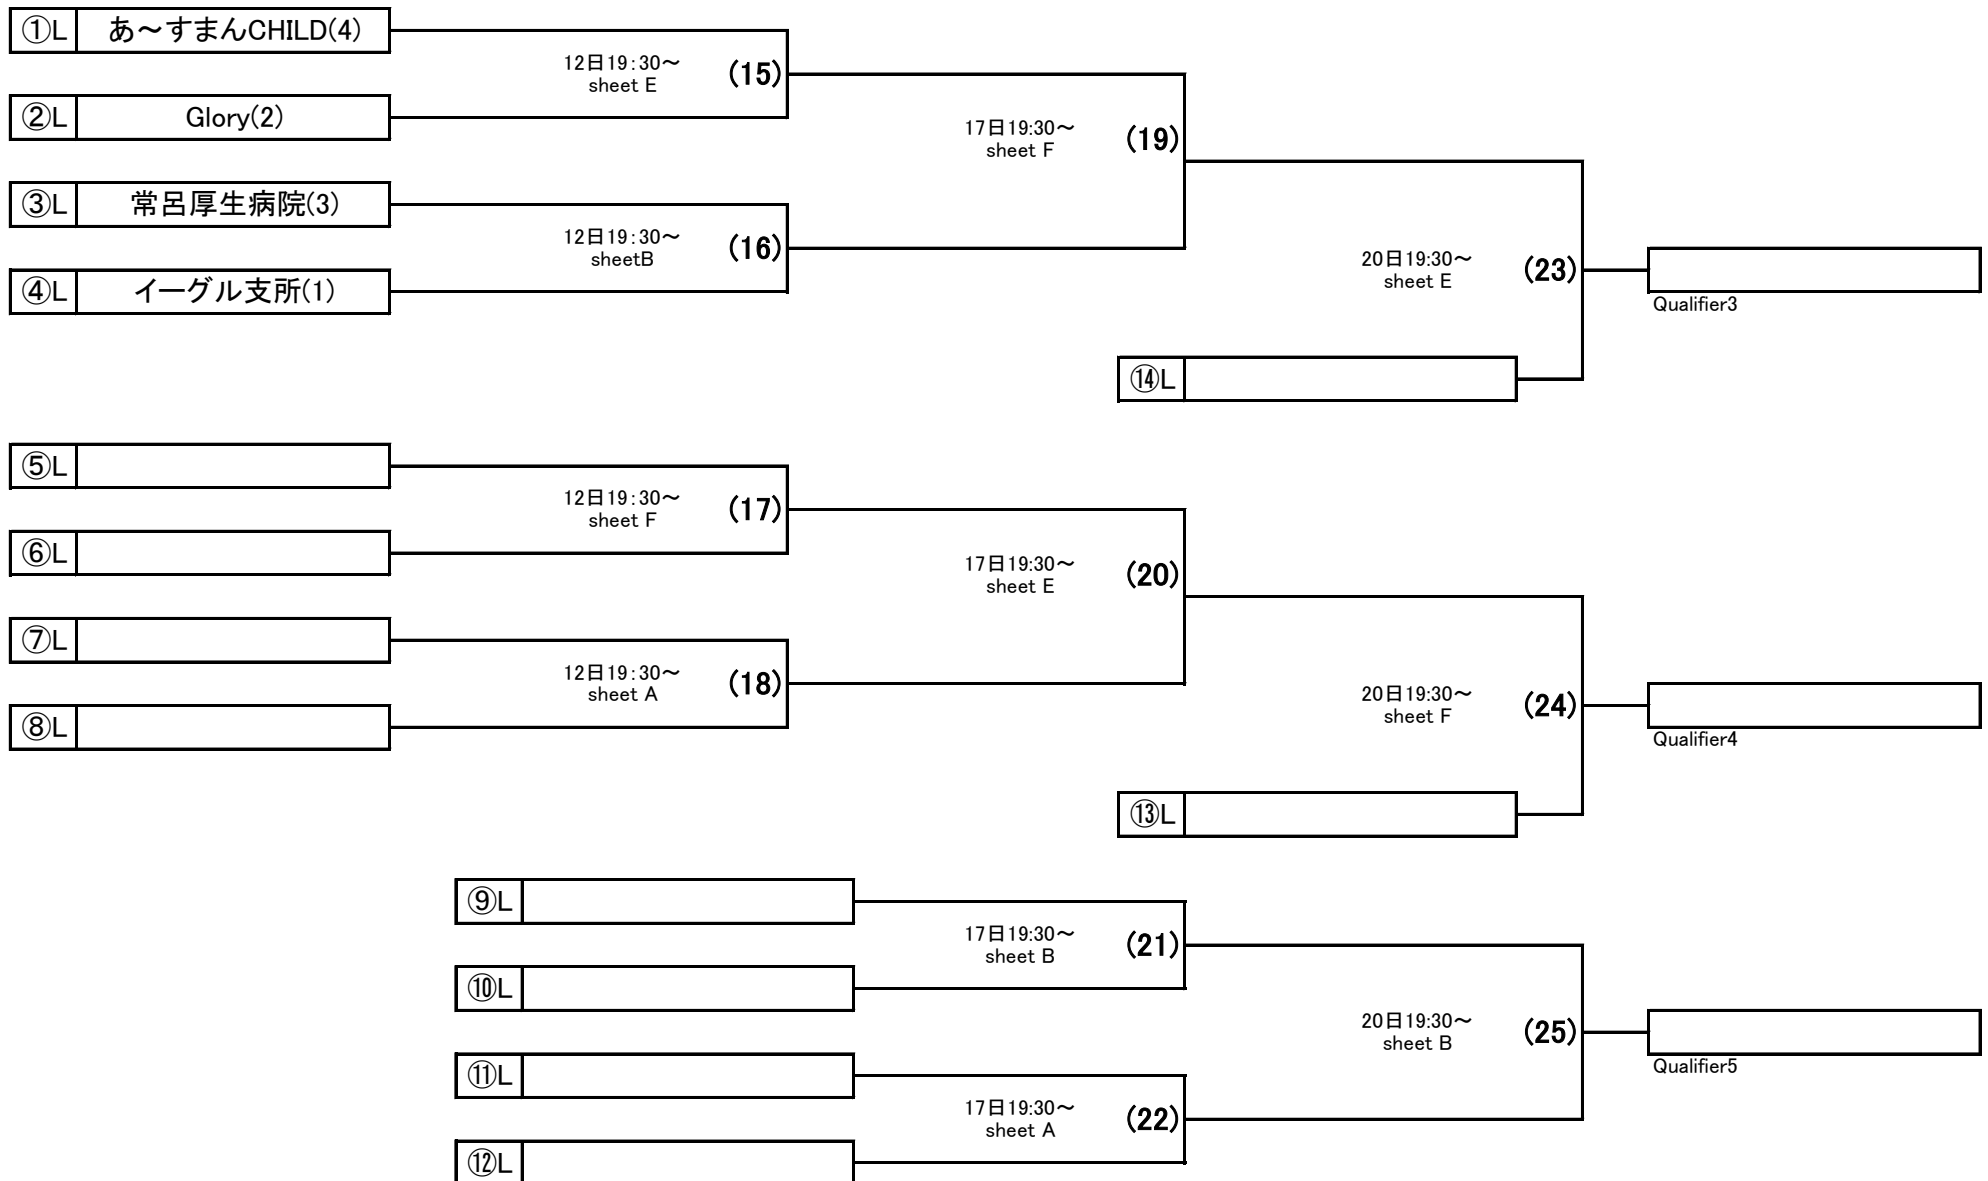 ①L あ～すまんCHILD(4)
12日19:30～
sheet E
(15)
②L Glory(2)
17日19:30～
sheet F
(19)
③L 常呂厚生病院(3)
12日19:30～
sheetB
(16)
④L イーグル支所(1)
20日19:30～
sheet E
(23)
Qualifier3
⑭L
⑤L
12日19:30～
sheet F
(17)
⑥L
17日19:30～
sheet E
(20)
⑦L
12日19:30～
sheet A
(18)
⑧L
20日19:30～
sheet F
(24)
Qualifier4
⑬L
⑨L
17日19:30～
sheet B
(21)
⑩L
20日19:30～
sheet B
(25)
Qualifier5
⑪L
17日19:30～
sheet A
(22)
⑫L